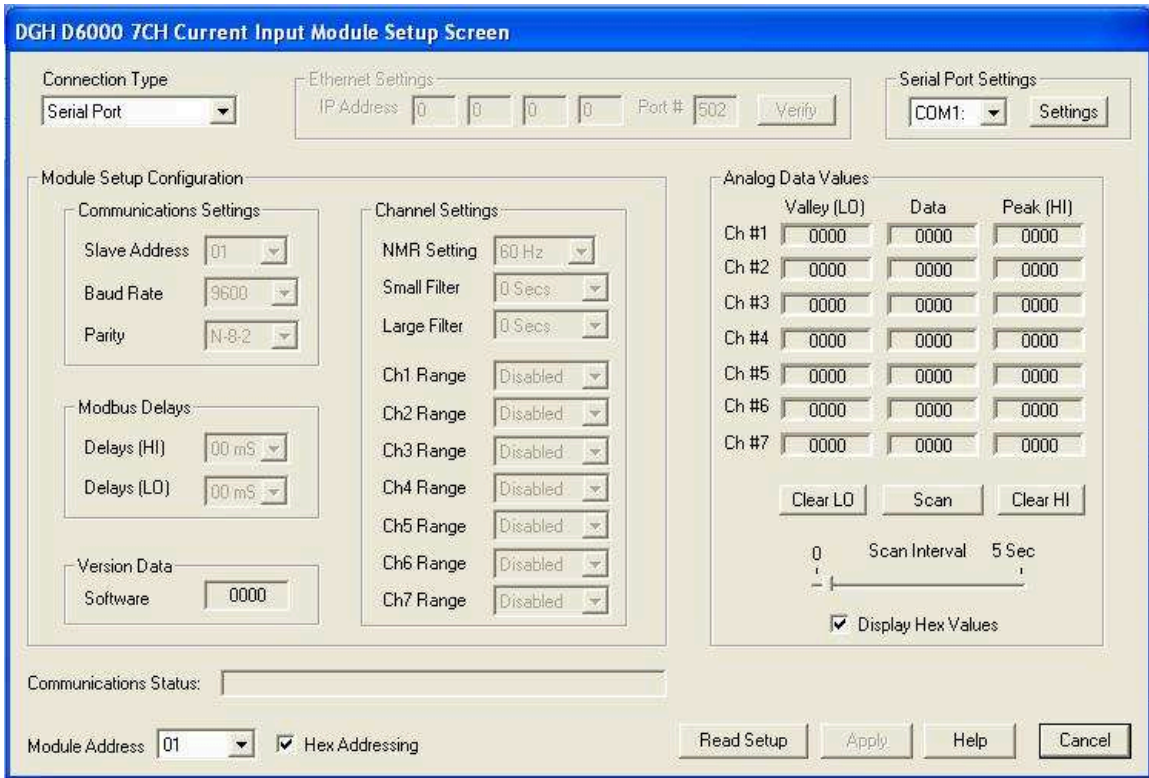 DGH D6000 7CH Current Input Module Setup Screen
Connection Type
Serial Port
Ethernet Settings
IP Address 0 0 0 0 Port # 502 Verify
Serial Port Settings
COM1: Settings
Module Setup Configuration
Communications Settings
Slave Address 01
Baud Rate 9600
Parity N-8-2
Modbus Delays
Delays (HI) 00 mS
Delays (LO) 00 mS
Version Data
Software 0000
Channel Settings
NMR Setting 60 Hz
Small Filter 0 Secs
Large Filter 0 Secs
Ch1 Range Disabled
Ch2 Range Disabled
Ch3 Range Disabled
Ch4 Range Disabled
Ch5 Range Disabled
Ch6 Range Disabled
Ch7 Range Disabled
Analog Data Values
Valley (LO) Data Peak (HI)
Ch #1 0000 0000 0000
Ch #2 0000 0000 0000
Ch #3 0000 0000 0000
Ch #4 0000 0000 0000
Ch #5 0000 0000 0000
Ch #6 0000 0000 0000
Ch #7 0000 0000 0000
Clear LO Scan Clear HI
0 Scan Interval 5 Sec
Display Hex Values
Communications Status:
Module Address 01 Hex Addressing
Read Setup Apply Help Cancel